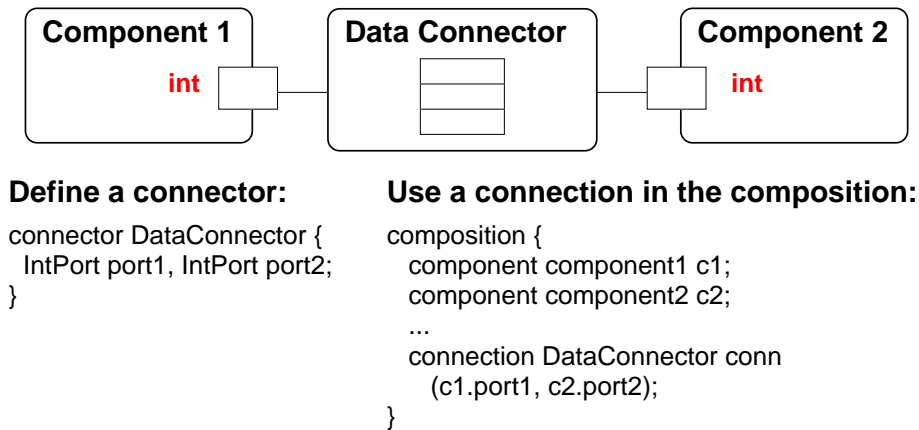 Component 1
Data Connector
Component 2
int
int
Define a connector:
connector DataConnector {
IntPort port1, IntPort port2;
}
Use a connection in the composition:
composition {
component component1 c1;
component component2 c2;
...
connection DataConnector conn
(c1.port1, c2.port2);
}